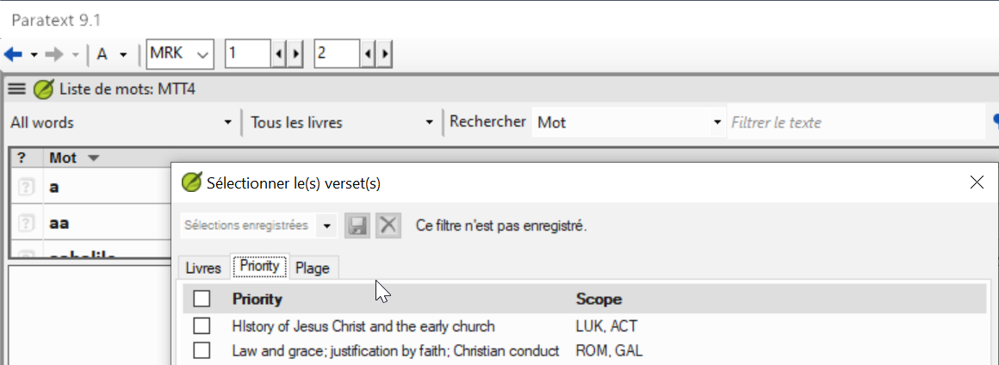 Paratext 9.1
A MRK 1 2
Liste de mots: MTT4
All words Tous les livres Rechercher Mot Filtrer le texte
? Mot
a
aa
Sélectionner le(s) verset(s)
Sélections enregistrées Ce filtre n'est pas enregistré.
Livres Priority Plage
Priority Scope
HIstory of Jesus Christ and the early church LUK, ACT
Law and grace; justification by faith; Christian conduct ROM, GAL